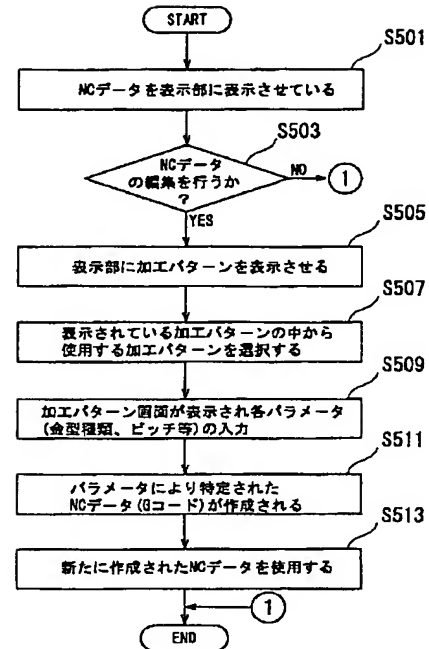 START
S501
NCデータを表示部に表示させている
S503
NCデータ
の編集を行うか
?
NO
①
YES
S505
表示部に加工パターンを表示させる
S507
表示されている加工パターンの中から
使用する加工パターンを選択する
S509
加工パターン画面が表示され各パラメータ
(金型種類、ピッチ等)の入力
S511
パラメータにより特定された
NCデータ(Gコード)が作成される
S513
新たに作成されたNCデータを使用する
①
END